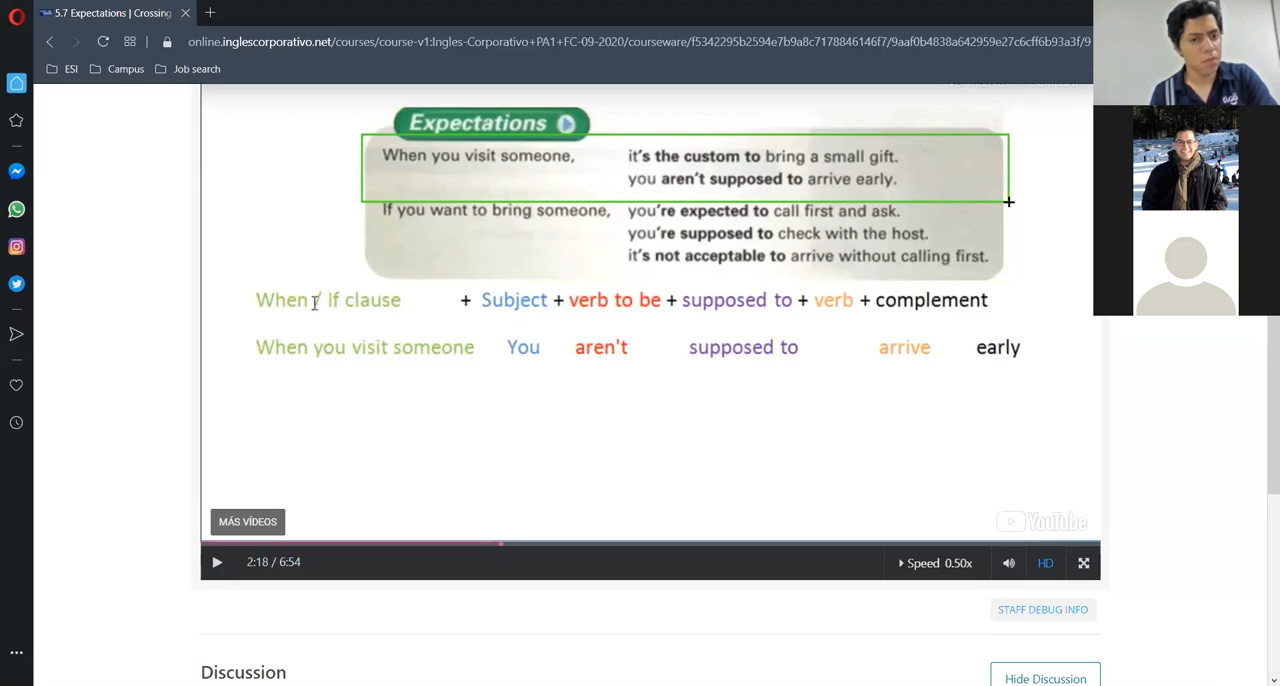 5.7 Expectations | Crossing
online.inglescorporativo.net/courses/course-v1:Ingles-Corporativo+PA1+FC-09-2020/courseware/f5342295b2594e7b9a8c7178846146f7/9aaf0b4838a642959e27c6cff6b93a3f/9
ESI Campus Job search
Expectations
When you visit someone, it's the custom to bring a small gift.
you aren't supposed to arrive early.
If you want to bring someone, you're expected to call first and ask.
you're supposed to check with the host.
it's not acceptable to arrive without calling first.
When / If clause + Subject + verb to be + supposed to + verb + complement
When you visit someone You aren't supposed to arrive early
MÁS VÍDEOS
YouTube
2:18 / 6:54 Speed 0.50x HD
STAFF DEBUG INFO
Discussion
Hide Discussion